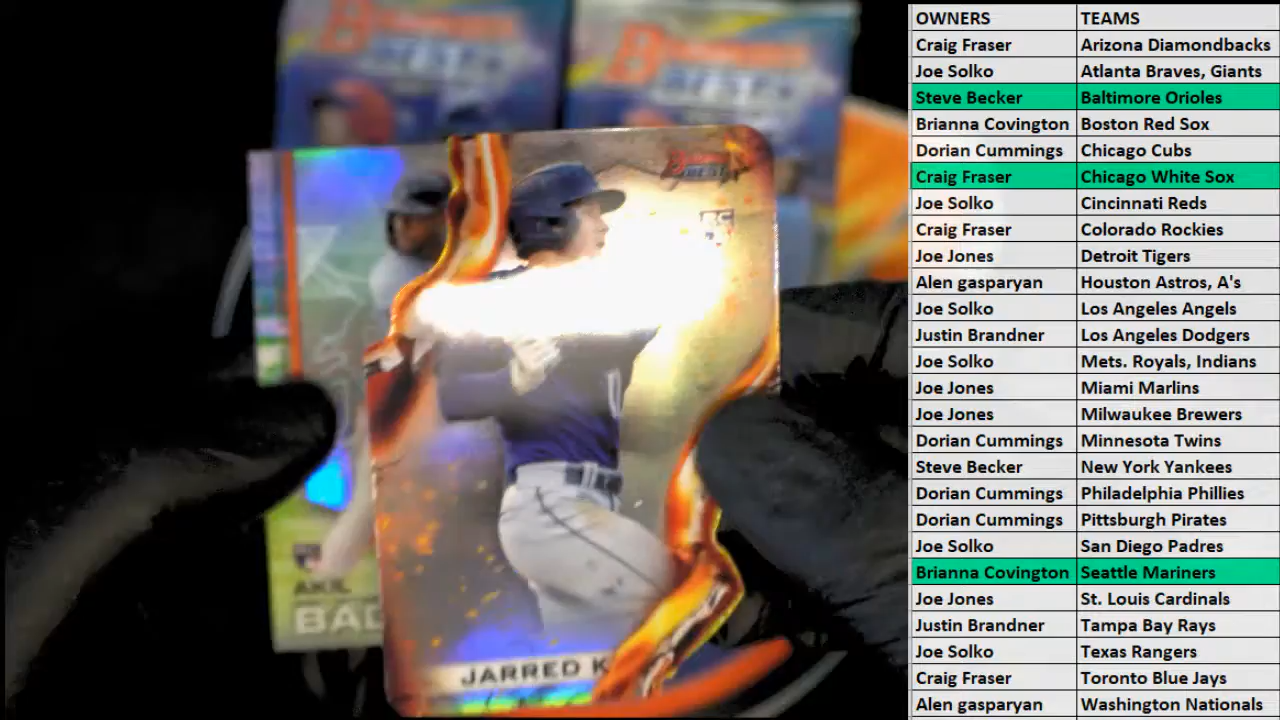 OWNERS TEAMS
Craig Fraser Arizona Diamondbacks
Joe Solko Atlanta Braves, Giants
Steve Becker Baltimore Orioles
Brianna Covington Boston Red Sox
Dorian Cummings Chicago Cubs
Craig Fraser Chicago White Sox
Joe Solko Cincinnati Reds
Craig Fraser Colorado Rockies
Joe Jones Detroit Tigers
Alen gasparyan Houston Astros, A's
Joe Solko Los Angeles Angels
Justin Brandner Los Angeles Dodgers
Joe Solko Mets. Royals, Indians
Joe Jones Miami Marlins
Joe Jones Milwaukee Brewers
Dorian Cummings Minnesota Twins
Steve Becker New York Yankees
Dorian Cummings Philadelphia Phillies
Dorian Cummings Pittsburgh Pirates
Joe Solko San Diego Padres
Brianna Covington Seattle Mariners
Joe Jones St. Louis Cardinals
Justin Brandner Tampa Bay Rays
Joe Solko Texas Rangers
Craig Fraser Toronto Blue Jays
Alen gasparyan Washington Nationals
RC
AKIL
BAD
JARRED K